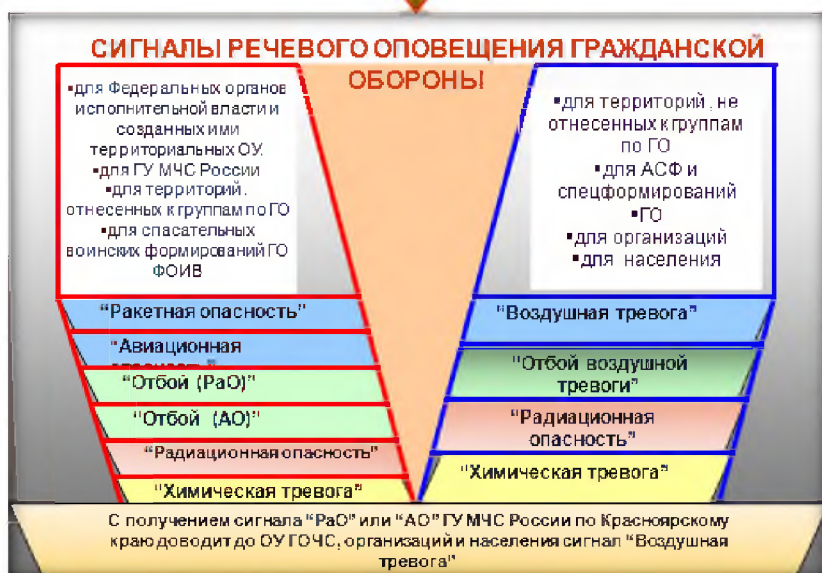 СИГНАЛЫ РЕЧЕВОГО ОПОВЕЩЕНИЯ ГРАЖДАНСКОЙ
ОБОРОНЫ
▪для Федеральных органов
исполнительной власти и
созданных ими
территориальных ОУ.
▪для ГУ МЧС России
▪для территорий,
отнесенных к группам по ГО
▪для спасательных
воинских формирований ГО
ФОИВ
"Ракетная опасность"
"Авиационная
опасность"
"Отбой (РаО)"
"Отбой (АО)"
"Радиационная опасность"
"Химическая тревога"
▪для территорий, не
отнесенных к группам
по ГО
▪для АСФ и
спецформирований
▪ГО
▪для организаций
▪для населения
"Воздушная тревога"
"Отбой воздушной
тревоги"
"Радиационная
опасность"
"Химическая тревога"
С получением сигнала "РаО" или "АО" ГУ МЧС России по Красноярскому
краю доводит до ОУ ГОЧС, организаций и населения сигнал "Воздушная
тревога"